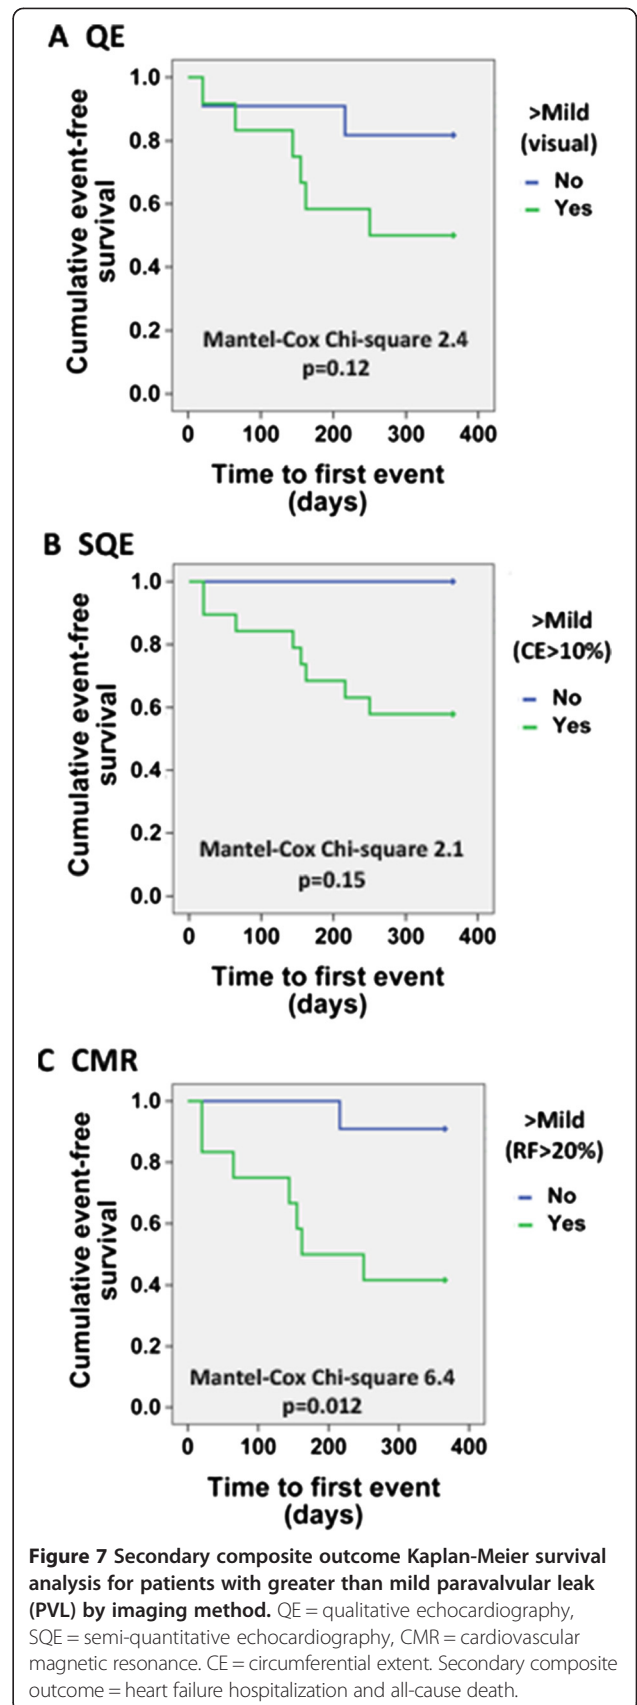 A QE
1.0
0.8
0.6
0.4
0.2
0.0
Cumulative event-free
survival
Mantel-Cox Chi-square 2.4
p=0.12
0 100 200 300 400
Time to first event
(days)
>Mild
(visual)
No
Yes
B SQE
1.0
0.8
0.6
0.4
0.2
0.0
Cumulative event-free
survival
Mantel-Cox Chi-square 2.1
p=0.15
0 100 200 300 400
Time to first event
(days)
>Mild
(CE>10%)
No
Yes
C CMR
1.0
0.8
0.6
0.4
0.2
0.0
Cumulative event-free
survival
Mantel-Cox Chi-square 6.4
p=0.012
0 100 200 300 400
Time to first event
(days)
>Mild
(RF>20%)
No
Yes
Figure 7 Secondary composite outcome Kaplan-Meier survival
analysis for patients with greater than mild paravalvular leak
(PVL) by imaging method. QE = qualitative echocardiography,
SQE = semi-quantitative echocardiography, CMR = cardiovascular
magnetic resonance. CE = circumferential extent. Secondary composite
outcome = heart failure hospitalization and all-cause death.